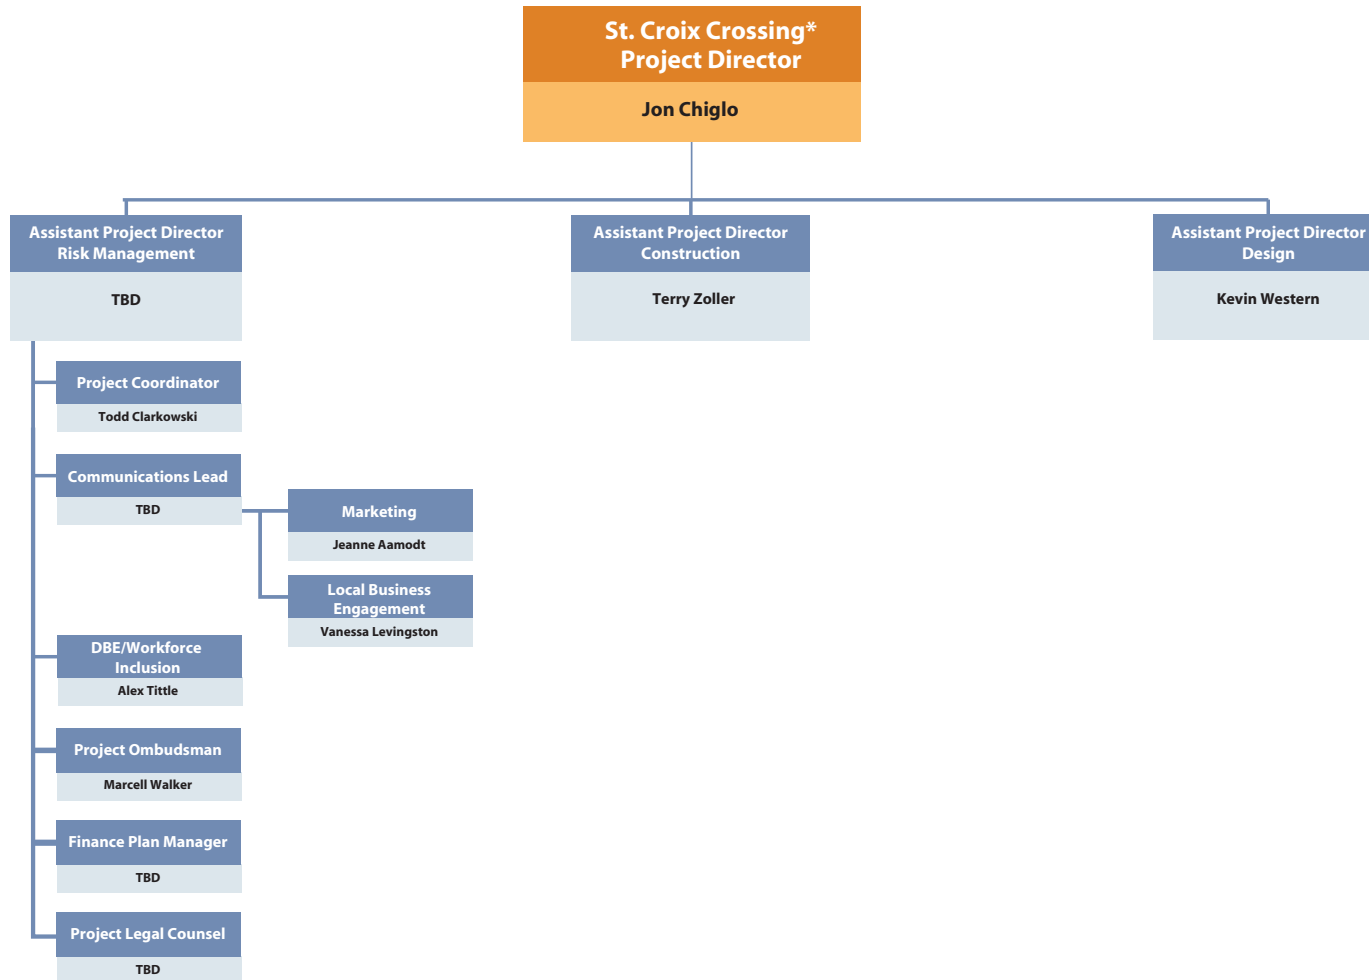 St. Croix Crossing*
Project Director
Jon Chiglo
Assistant Project Director
Risk Management
TBD
Assistant Project Director
Construction
Terry Zoller
Assistant Project Director
Design
Kevin Western
Project Coordinator
Todd Clarkowski
Communications Lead
TBD
Marketing
Jeanne Aamodt
Local Business
Engagement
Vanessa Levingston
DBE/Workforce
Inclusion
Alex Tittle
Project Ombudsman
Marcell Walker
Finance Plan Manager
TBD
Project Legal Counsel
TBD